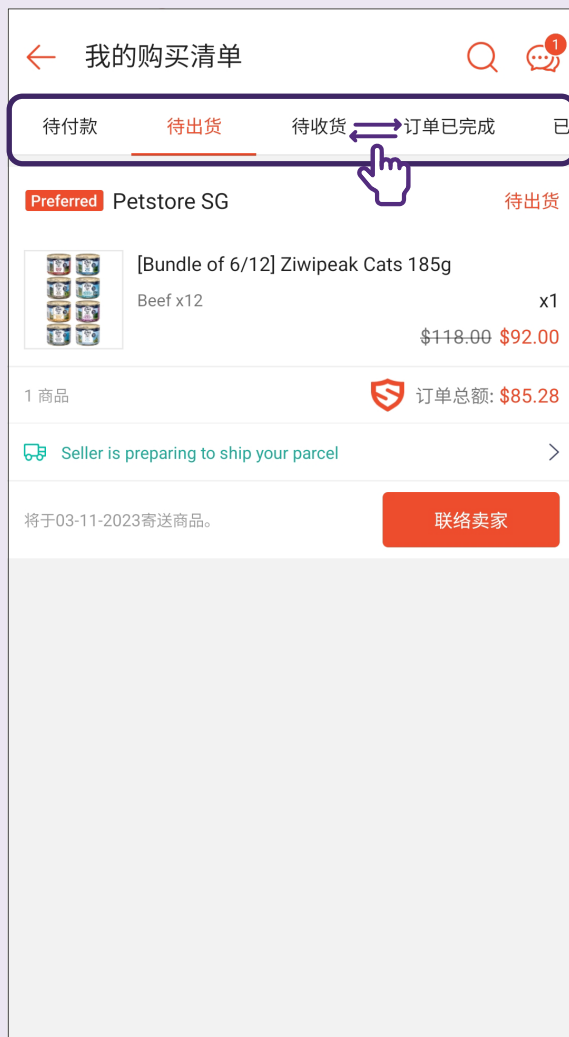 我的购买清单
1
待付款 待出货 待收货 订单已完成 已
Preferred Petstore SG 待出货
[Bundle of 6/12] Ziwipeak Cats 185g
Beef x12 x1
$118.00 $92.00
1 商品 订单总额: $85.28
Seller is preparing to ship your parcel
将于03-11-2023寄送商品。 联络卖家